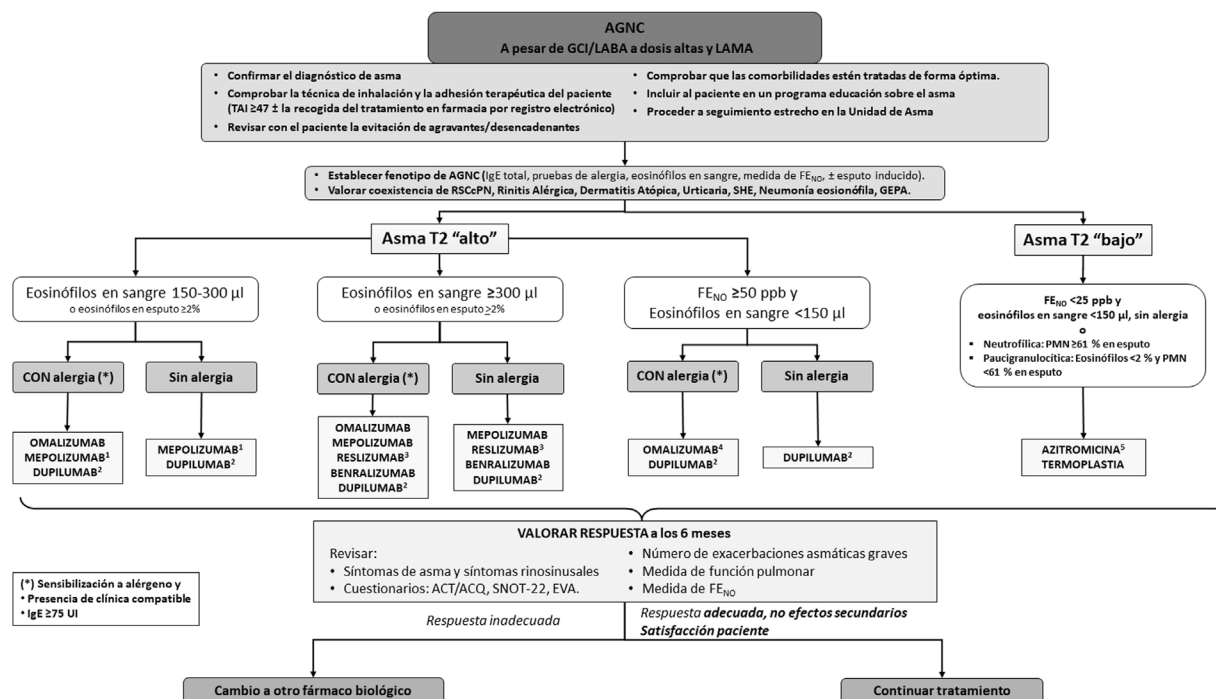 AGNC
A pesar de GCI/LABA a dosis altas y LAMA
• Confirmar el diagnóstico de asma
• Comprobar la técnica de inhalación y la adhesión terapéutica del paciente
(TAI ≥47 ± la recogida del tratamiento en farmacia por registro electrónico)
• Revisar con el paciente la evitación de agravantes/desencadenantes
• Comprobar que las comorbilidades estén tratadas de forma óptima.
• Incluir al paciente en un programa educación sobre el asma
• Proceder a seguimiento estrecho en la Unidad de Asma
• Establecer fenotipo de AGNC (IgE total, pruebas de alergia, eosinófilos en sangre, medida de FENO, ± esputo inducido).
• Valorar coexistencia de RSCcPN, Rinitis Alérgica, Dermatitis Atópica, Urticaria, SHE, Neumonía eosionófila, GEPA.
Asma T2 “alto”
Asma T2 “bajo”
Eosinófilos en sangre 150-300 µl
o eosinófilos en esputo ≥2%
Eosinófilos en sangre ≥300 µl
o eosinófilos en esputo ≥2%
FENO ≥50 ppb y
Eosinófilos en sangre <150 µl
FENO <25 ppb y
eosinófilos en sangre <150 µl, sin alergia
o
▪ Neutrofílica: PMN ≥61 % en esputo
▪ Paucigranulocítica: Eosinófilos <2 % y PMN
<61 % en esputo
CON alergia (*)
Sin alergia
CON alergia (*)
Sin alergia
CON alergia (*)
Sin alergia
OMALIZUMAB
MEPOLIZUMAB¹
DUPILUMAB²
MEPOLIZUMAB¹
DUPILUMAB²
OMALIZUMAB
MEPOLIZUMAB
RESLIZUMAB³
BENRALIZUMAB
DUPILUMAB²
MEPOLIZUMAB
RESLIZUMAB³
BENRALIZUMAB
DUPILUMAB²
OMALIZUMAB⁴
DUPILUMAB²
DUPILUMAB²
AZITROMICINA⁵
TERMOPLASTIA
VALORAR RESPUESTA a los 6 meses
Revisar:
• Síntomas de asma y síntomas rinosinusales
• Cuestionarios: ACT/ACQ, SNOT-22, EVA.
• Número de exacerbaciones asmáticas graves
• Medida de función pulmonar
• Medida de FENO
(*) Sensibilización a alérgeno y
• Presencia de clínica compatible
• IgE ≥75 UI
Respuesta inadecuada
Respuesta adecuada, no efectos secundarios
Satisfacción paciente
Cambio a otro fármaco biológico
Continuar tratamiento